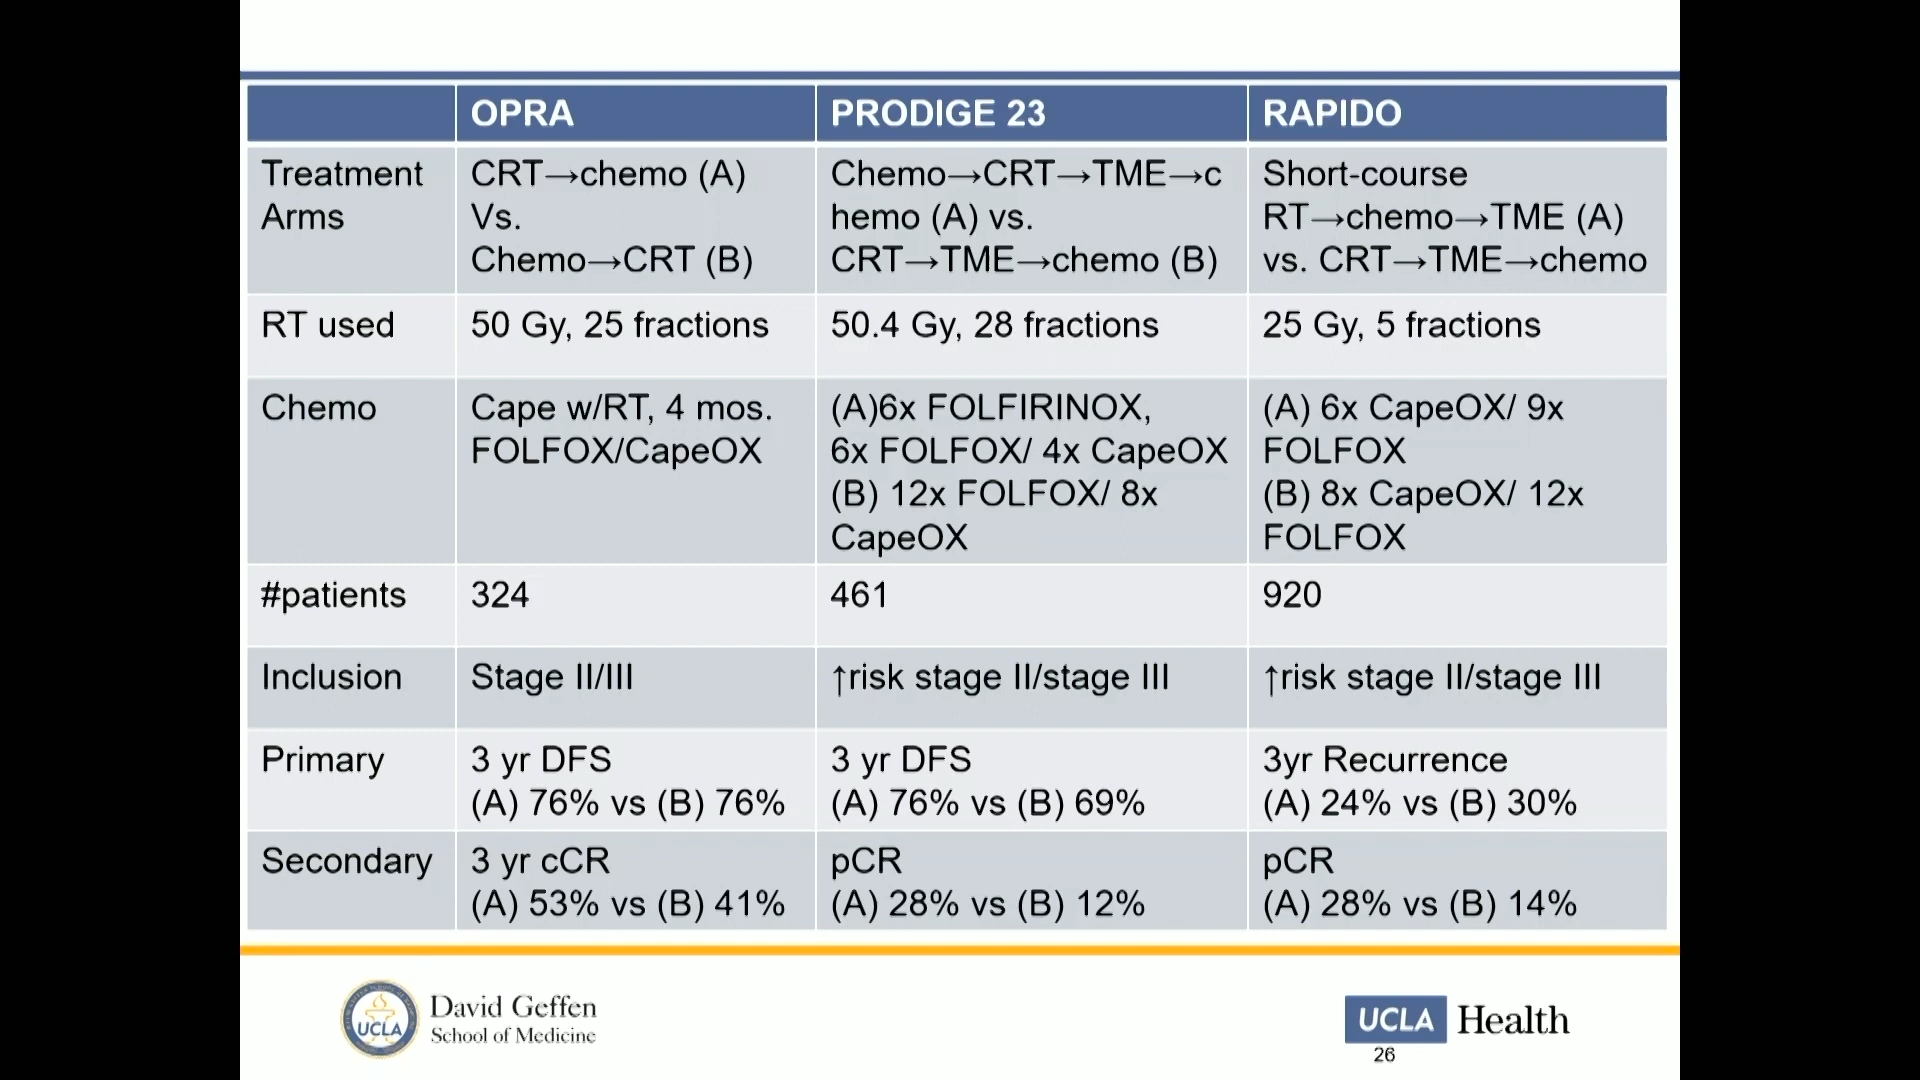 OPRA
PRODIGE 23
RAPIDO
Treatment
Arms
CRT→chemo (A)
Vs.
Chemo→CRT (B)
Chemo→CRT→TME→c
hemo (A) vs.
CRT→TME→chemo (B)
Short-course
RT→chemo→TME (A)
vs. CRT→TME→chemo
RT used
50 Gy, 25 fractions
50.4 Gy, 28 fractions
25 Gy, 5 fractions
Chemo
Cape w/RT, 4 mos.
FOLFOX/CapeOX
(A)6x FOLFIRINOX,
6x FOLFOX/ 4x CapeOX
(B) 12x FOLFOX/ 8x
CapeOX
(A) 6x CapeOX/ 9x
FOLFOX
(B) 8x CapeOX/ 12x
FOLFOX
#patients
324
461
920
Inclusion
Stage II/III
↑risk stage II/stage III
↑risk stage II/stage III
Primary
3 yr DFS
(A) 76% vs (B) 76%
3 yr DFS
(A) 76% vs (B) 69%
3yr Recurrence
(A) 24% vs (B) 30%
Secondary
3 yr cCR
(A) 53% vs (B) 41%
pCR
(A) 28% vs (B) 12%
pCR
(A) 28% vs (B) 14%
UCLA
David Geffen
School of Medicine
UCLA Health
26